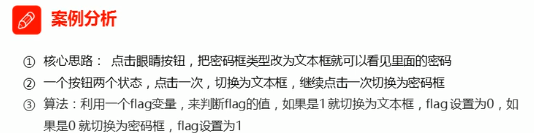 案例分析
① 核心思路： 点击眼睛按钮，把密码框类型改为文本框就可以看见里面的密码
② 一个按钮两个状态，点击一次，切换为文本框，继续点击一次切换为密码框
③ 算法：利用一个flag变量，来判断flag的值，如果是1就切换为文本框，flag 设置为0，如
果是0 就切换为密码框，flag设置为1